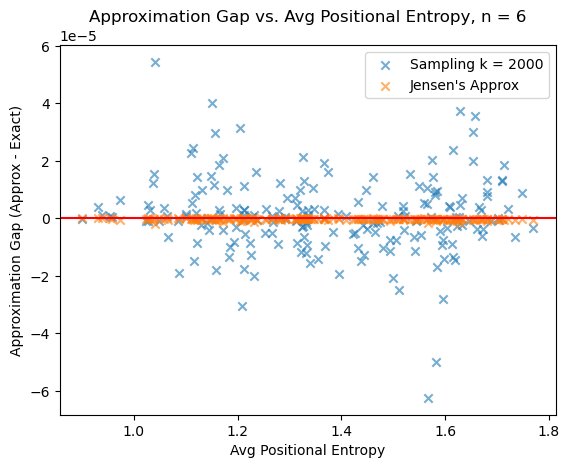 Approximation Gap vs. Avg Positional Entropy, n = 6
1e−5
Sampling k = 2000
Jensen's Approx
6
4
2
0
−2
−4
−6
Approximation Gap (Approx - Exact)
1.0
1.2
1.4
1.6
1.8
Avg Positional Entropy